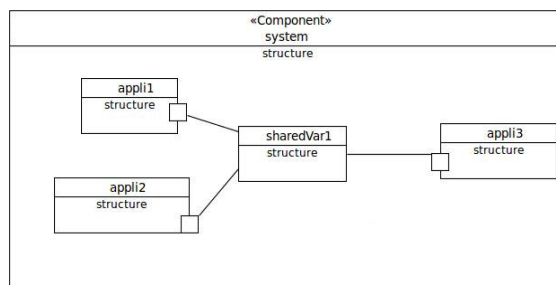 «Component»
system
structure
appli1
structure
sharedVar1
structure
appli3
structure
appli2
structure